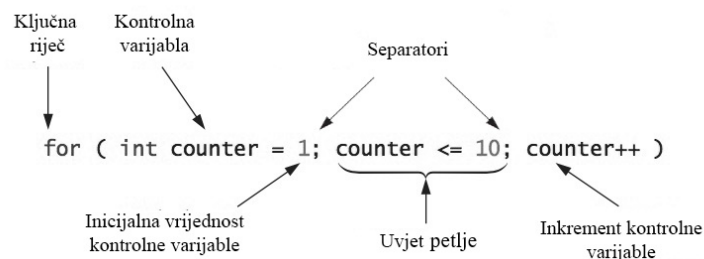 Ključna
riječ
Kontrolna
varijabla
Separatori
for ( int counter = 1; counter <= 10; counter++ )
Inicijalna vrijednost
kontrolne varijable
Uvjet petlje
Inkrement kontrolne
varijable